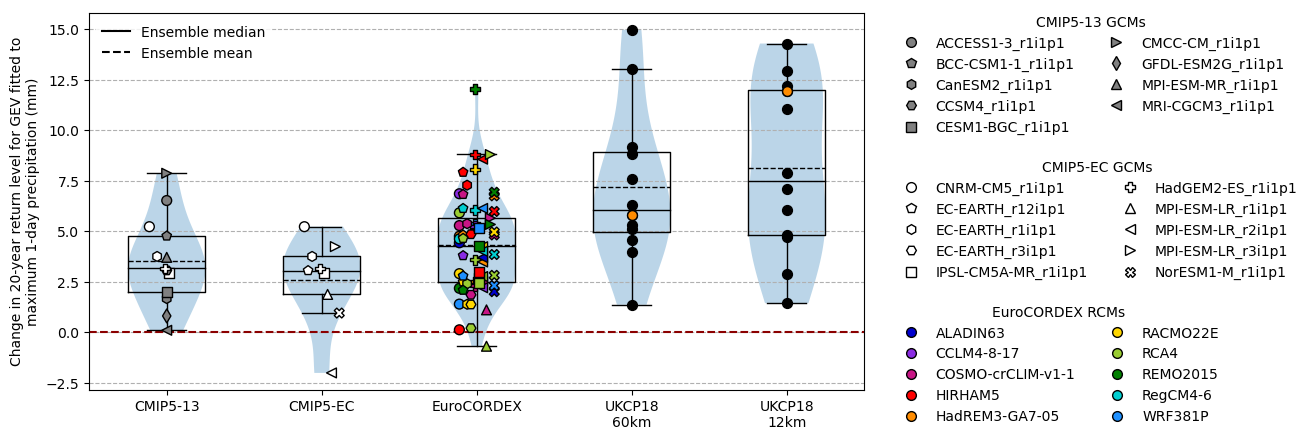 Change in 20-year return level for GEV fitted to
maximum 1-day precipitation (mm)
15.0
12.5
10.0
7.5
5.0
2.5
0.0
−2.5
Ensemble median
Ensemble mean
CMIP5-13
CMIP5-EC
EuroCORDEX
UKCP18
60km
UKCP18
12km
CMIP5-13 GCMs
ACCESS1-3_r1i1p1
BCC-CSM1-1_r1i1p1
CanESM2_r1i1p1
CCSM4_r1i1p1
CESM1-BGC_r1i1p1
CMCC-CM_r1i1p1
GFDL-ESM2G_r1i1p1
MPI-ESM-MR_r1i1p1
MRI-CGCM3_r1i1p1
CMIP5-EC GCMs
CNRM-CM5_r1i1p1
EC-EARTH_r12i1p1
EC-EARTH_r1i1p1
EC-EARTH_r3i1p1
IPSL-CM5A-MR_r1i1p1
HadGEM2-ES_r1i1p1
MPI-ESM-LR_r1i1p1
MPI-ESM-LR_r2i1p1
MPI-ESM-LR_r3i1p1
NorESM1-M_r1i1p1
EuroCORDEX RCMs
ALADIN63
CCLM4-8-17
COSMO-crCLIM-v1-1
HIRHAM5
HadREM3-GA7-05
RACMO22E
RCA4
REMO2015
RegCM4-6
WRF381P